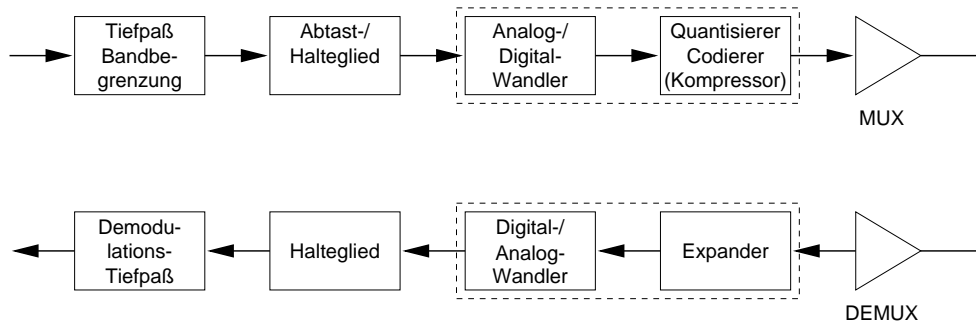 Tiefpaß
Bandbe-
grenzung
Abtast-/
Halteglied
Analog-/
Digital-
Wandler
Quantisierer
Codierer
(Kompressor)
MUX
Demodu-
lations-
Tiefpaß
Halteglied
Digital-/
Analog-
Wandler
Expander
DEMUX